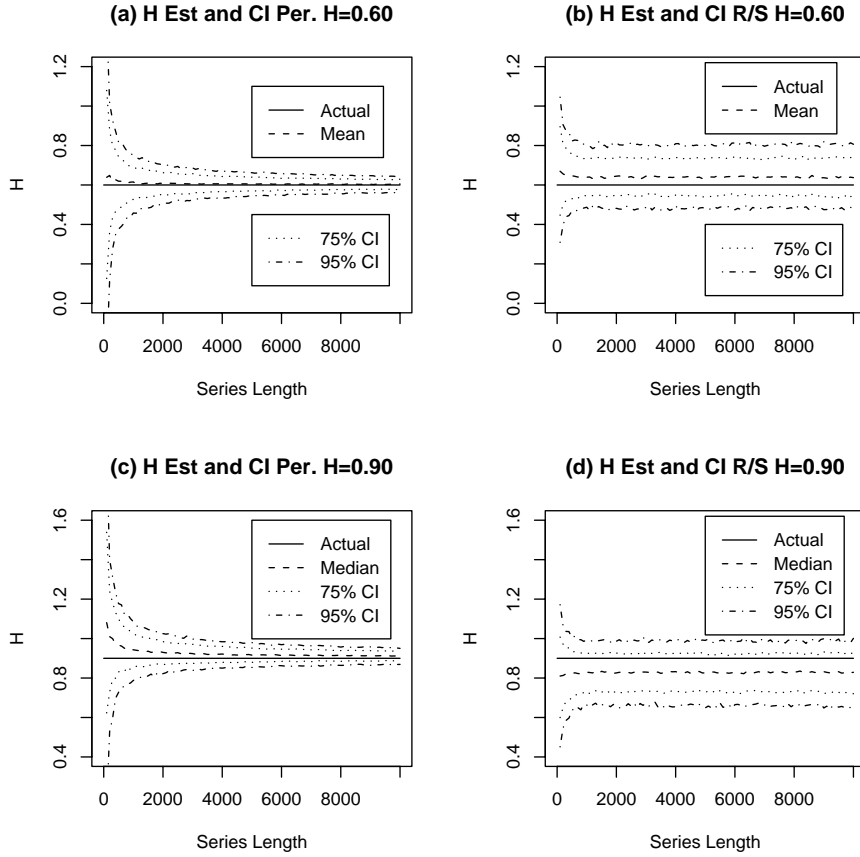 (a) H Est and CI Per. H=0.60
H
1.2
0.8
0.4
0.0
Actual
Mean
75% CI
95% CI
0 2000 4000 6000 8000
Series Length
(b) H Est and CI R/S H=0.60
H
1.2
0.8
0.4
0.0
Actual
Mean
75% CI
95% CI
0 2000 4000 6000 8000
Series Length
(c) H Est and CI Per. H=0.90
H
1.6
1.2
0.8
0.4
Actual
Median
75% CI
95% CI
0 2000 4000 6000 8000
Series Length
(d) H Est and CI R/S H=0.90
H
1.6
1.2
0.8
0.4
Actual
Median
75% CI
95% CI
0 2000 4000 6000 8000
Series Length